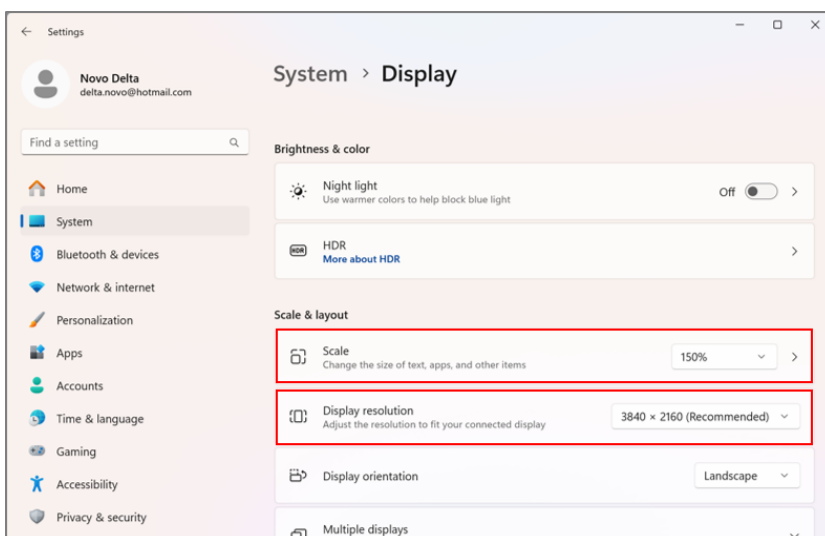 Settings
Novo Delta
delta.novo@hotmail.com
Find a setting
Home
System
Bluetooth & devices
Network & internet
Personalization
Apps
Accounts
Time & language
Gaming
Accessibility
Privacy & security
System > Display
Brightness & color
Night light
Use warmer colors to help block blue light
Off
HDR
HDR
More about HDR
Scale & layout
Scale
Change the size of text, apps, and other items
150%
Display resolution
Adjust the resolution to fit your connected display
3840 × 2160 (Recommended)
Display orientation
Landscape
Multiple displays